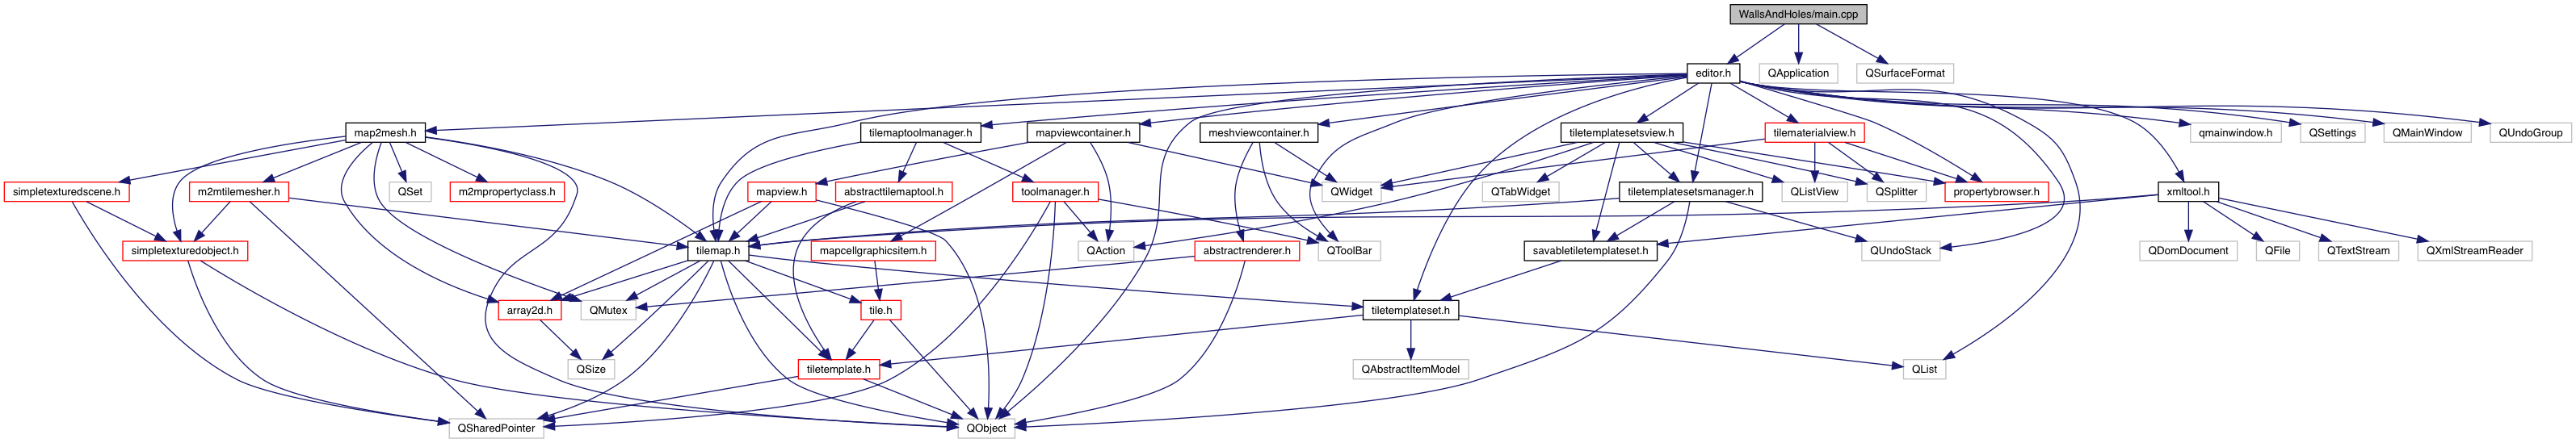 WallsAndHoles/main.cpp
editor.h
QApplication
QSurfaceFormat
map2mesh.h
tilemaptoolmanager.h
mapviewcontainer.h
meshviewcontainer.h
tiletemplatesetsview.h
tilematerialview.h
qmainwindow.h
QSettings
QMainWindow
QUndoGroup
simpletexturedscene.h
m2mtilemesher.h
QSet
m2mpropertyclass.h
mapview.h
abstracttilemaptool.h
toolmanager.h
QWidget
QTabWidget
tiletemplatesetsmanager.h
QListView
QSplitter
propertybrowser.h
xmltool.h
simpletexturedobject.h
tilemap.h
mapcellgraphicsitem.h
QAction
abstractrenderer.h
QToolBar
savabletiletemplateset.h
QUndoStack
QDomDocument
QFile
QTextStream
QXmlStreamReader
array2d.h
QMutex
tile.h
tiletemplateset.h
QSize
tiletemplate.h
QAbstractItemModel
QList
QSharedPointer
QObject